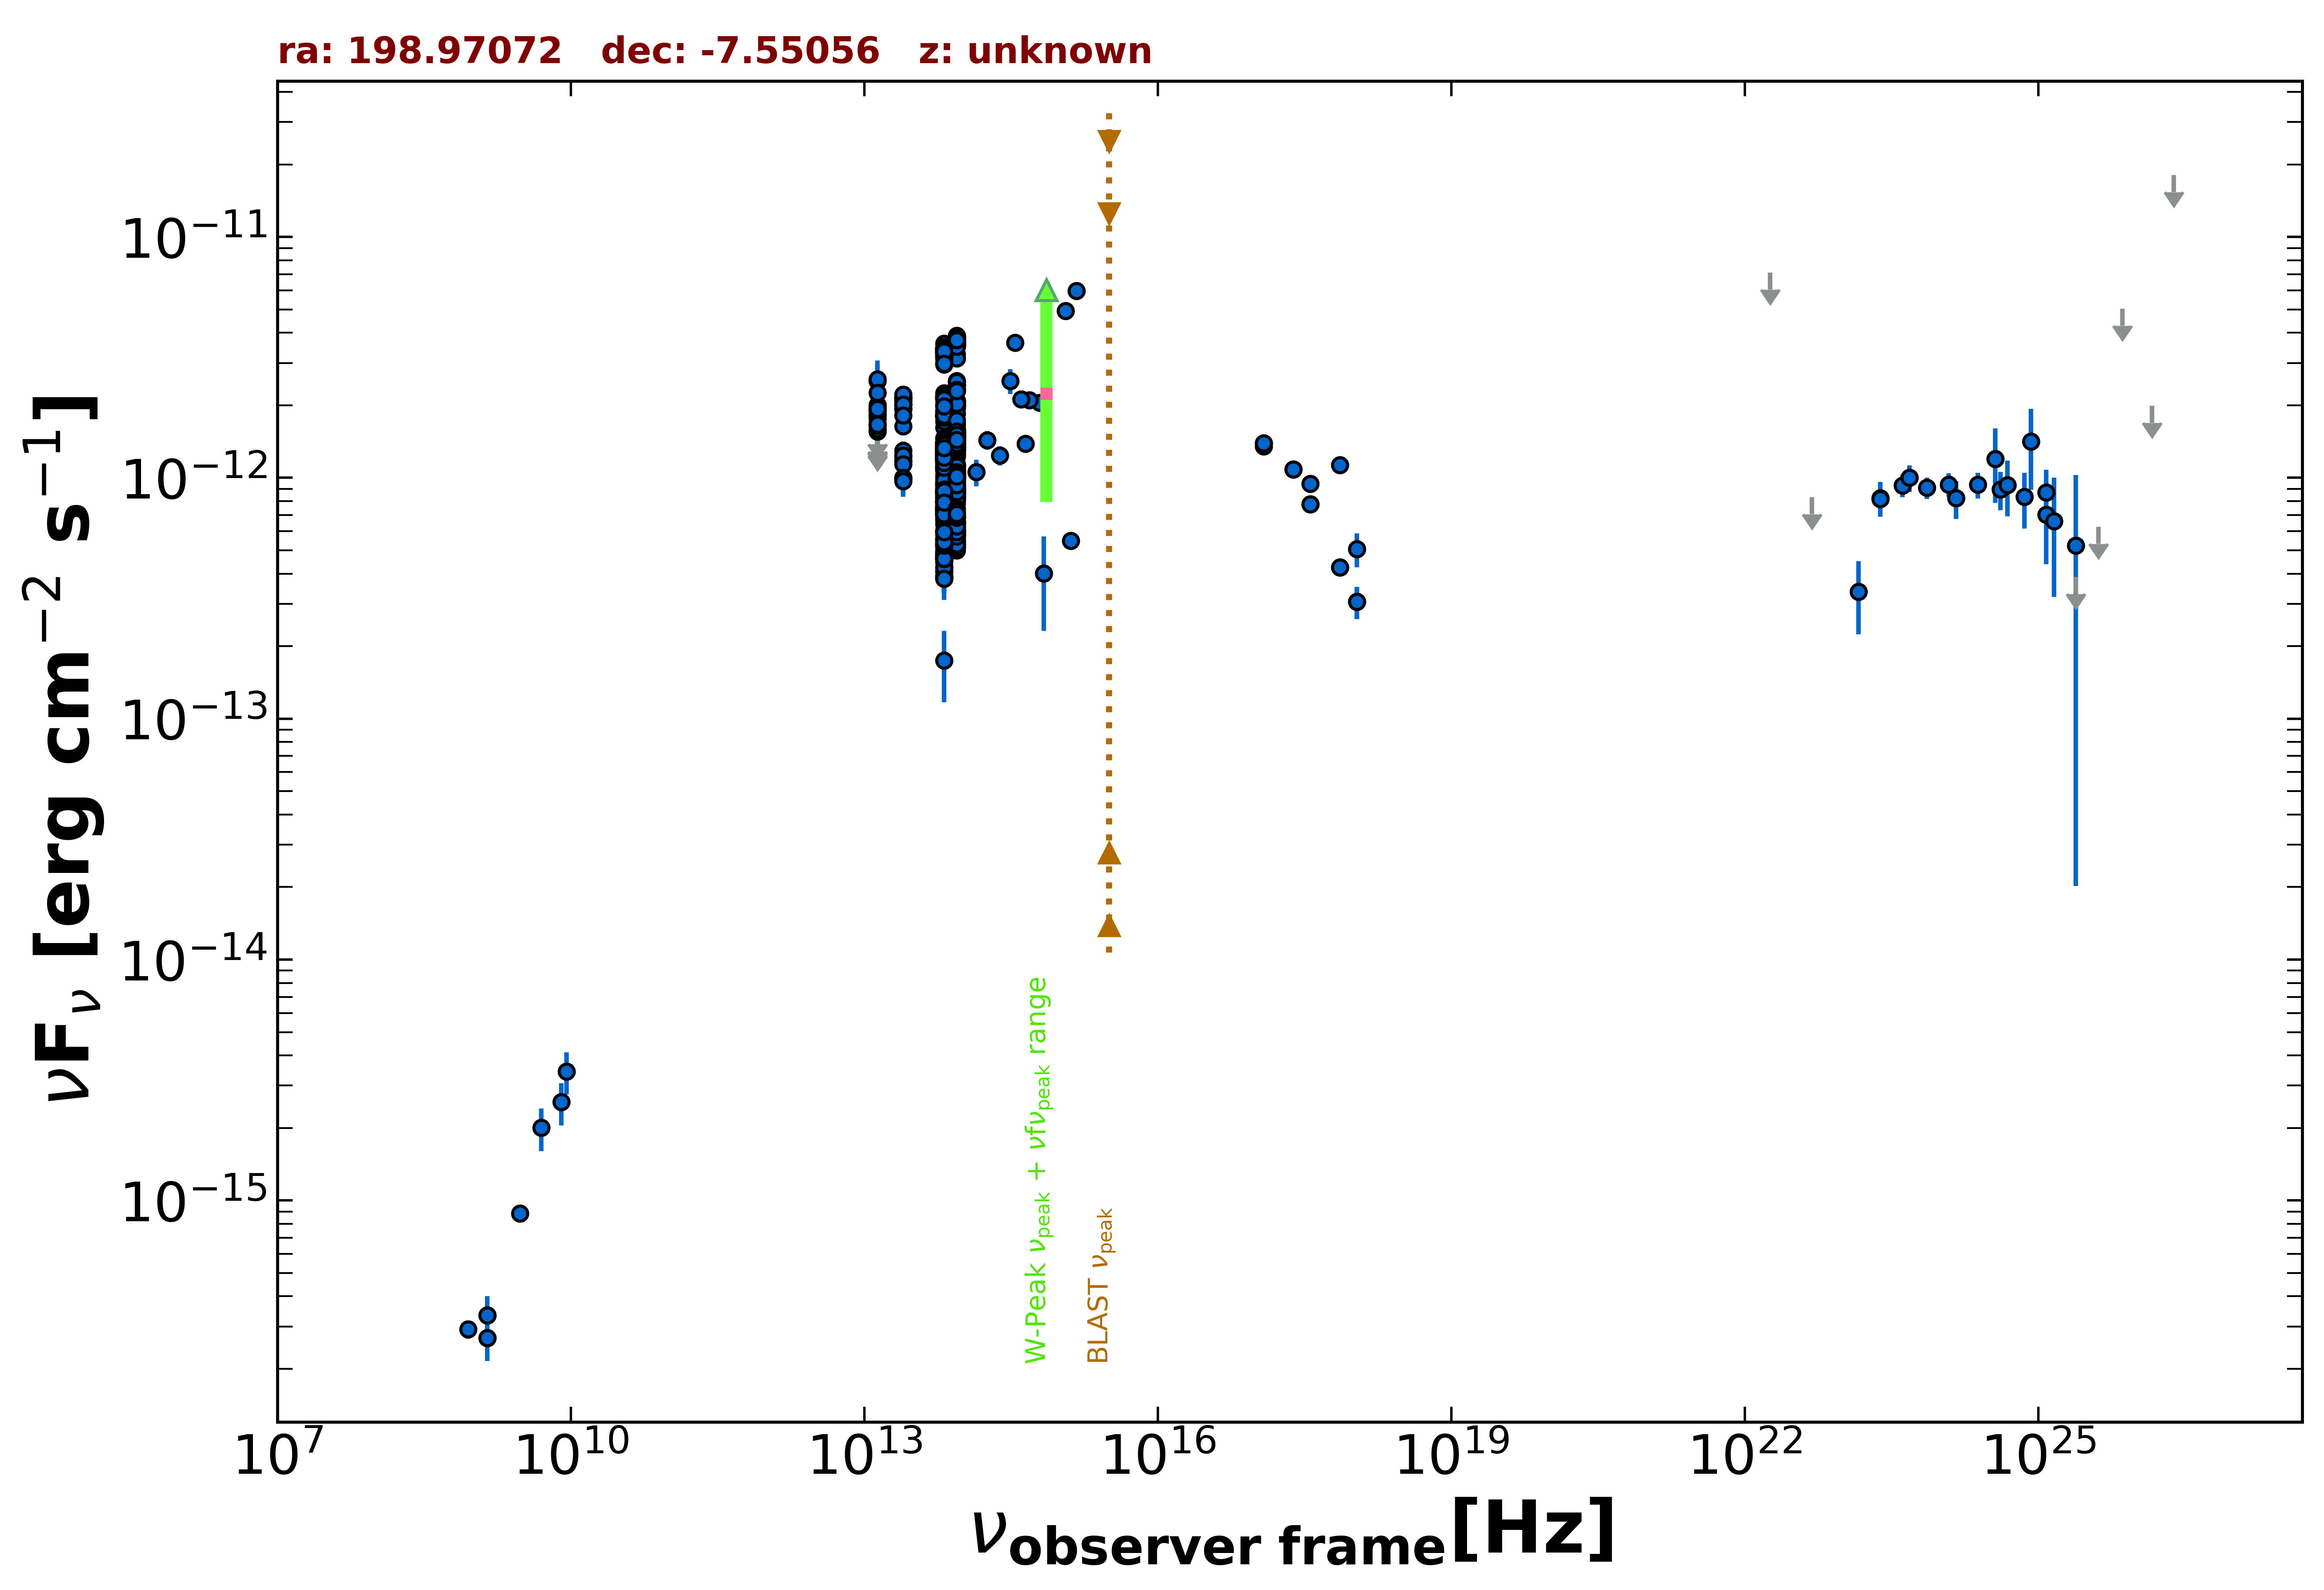 ra: 198.97072 dec: -7.55056 z: unknown
νFν [erg cm−2 s−1]
10−11
10−12
10−13
10−14
10−15
W-Peak νpeak + νfνpeak range
BLAST νpeak
107 1010 1013 1016 1019 1022 1025
νobserver frame[Hz]